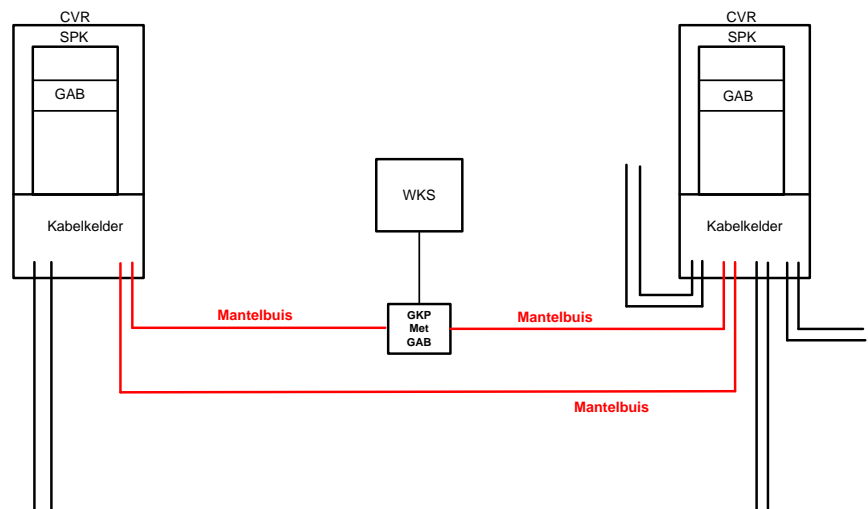 CVR
SPK
GAB
Kabelkelder
WKS
GKP
Met
GAB
Mantelbuis
Mantelbuis
Mantelbuis
CVR
SPK
GAB
Kabelkelder